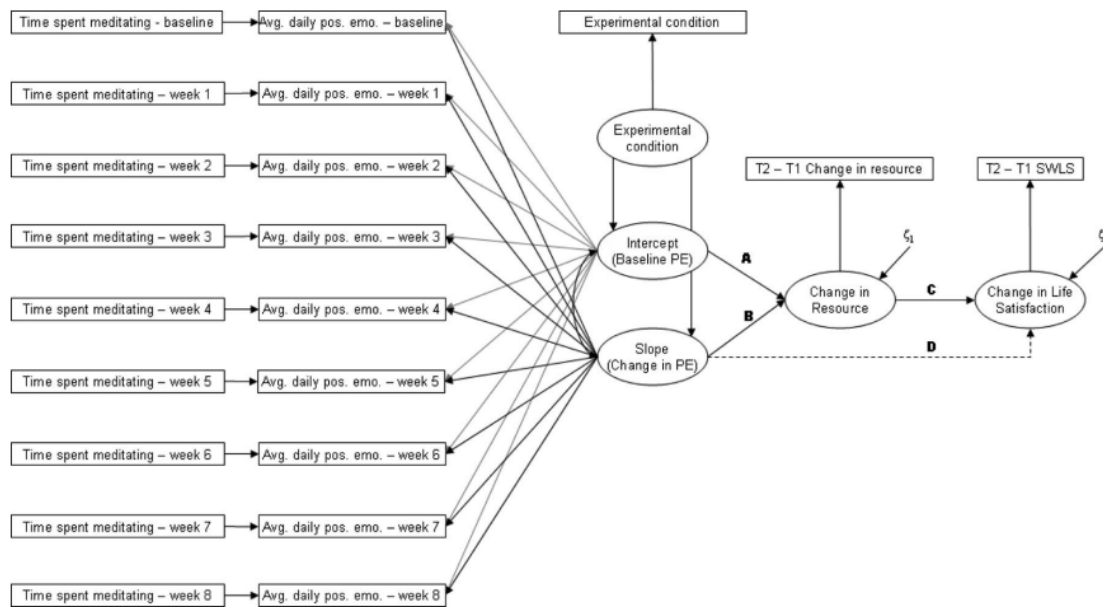 Time spent meditating - baseline
Avg. daily pos. emo. – baseline
Experimental condition
Time spent meditating – week 1
Avg. daily pos. emo. – week 1
Experimental
condition
Time spent meditating – week 2
Avg. daily pos. emo. – week 2
T2 – T1 Change in resource
T2 – T1 SWLS
Time spent meditating – week 3
Avg. daily pos. emo. – week 3
Intercept
(Baseline PE)
A
ζ1
ζ
Time spent meditating – week 4
Avg. daily pos. emo. – week 4
Change in
Resource
C
Change in Life
Satisfaction
B
Slope
(Change in PE)
D
Time spent meditating – week 5
Avg. daily pos. emo. – week 5
Time spent meditating – week 6
Avg. daily pos. emo. – week 6
Time spent meditating – week 7
Avg. daily pos. emo. – week 7
Time spent meditating – week 8
Avg. daily pos. emo. – week 8